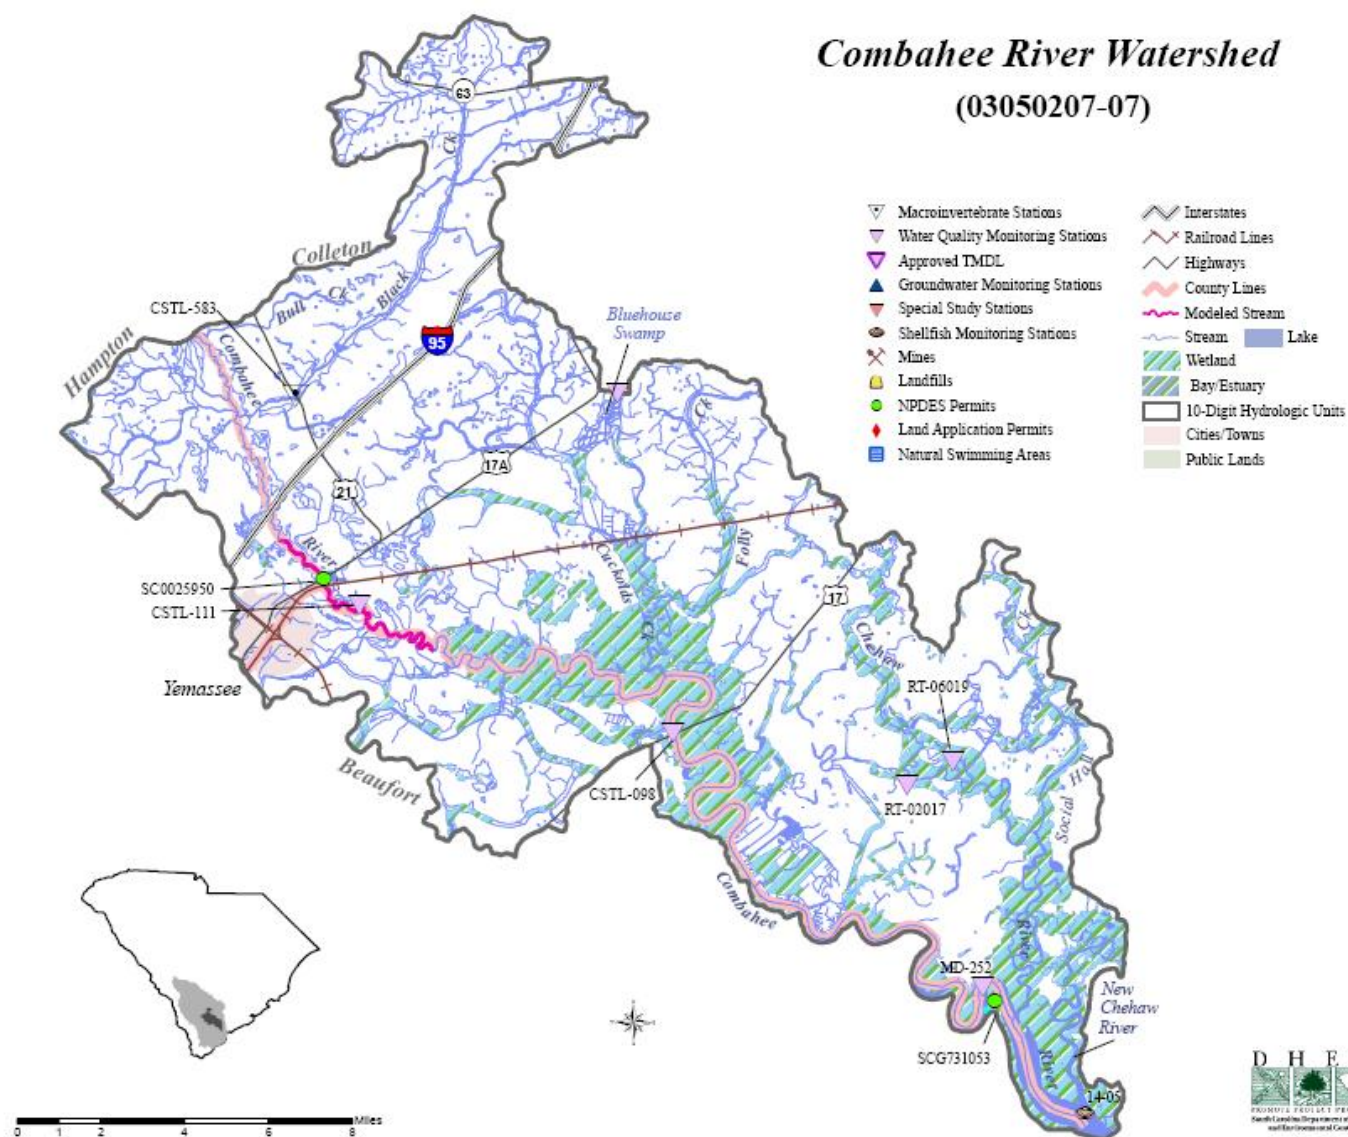 Combahee River Watershed
(03050207-07)
63
Ck
Macroinvertebrate Stations
Water Quality Monitoring Stations
Approved TMDL
Groundwater Monitoring Stations
Special Study Stations
Shellfish Monitoring Stations
Mines
Landfills
NPDES Permits
Land Application Permits
Natural Swimming Areas
Interstates
Railroad Lines
Highways
County Lines
Modeled Stream
Stream
Lake
Wetland
Bay/Estuary
10-Digit Hydrologic Units
Cities/Towns
Public Lands
Colleton
Black
Bull Ck
CSTL-583
Hampton
Combahee
95
Bluehouse
Swamp
Ck
17A
21
River
Cuckolds
Ck
Folly
SC0025950
CSTL-111
17
Chehaw
Ck
Yemassee
RT-06019
Beaufort
CSTL-098
RT-02017
Social
Hall
Combahee
River
MD-252
New
Chehaw
River
SCG731053
River
14-05
0 1 2 4 6 8 Miles
D H E